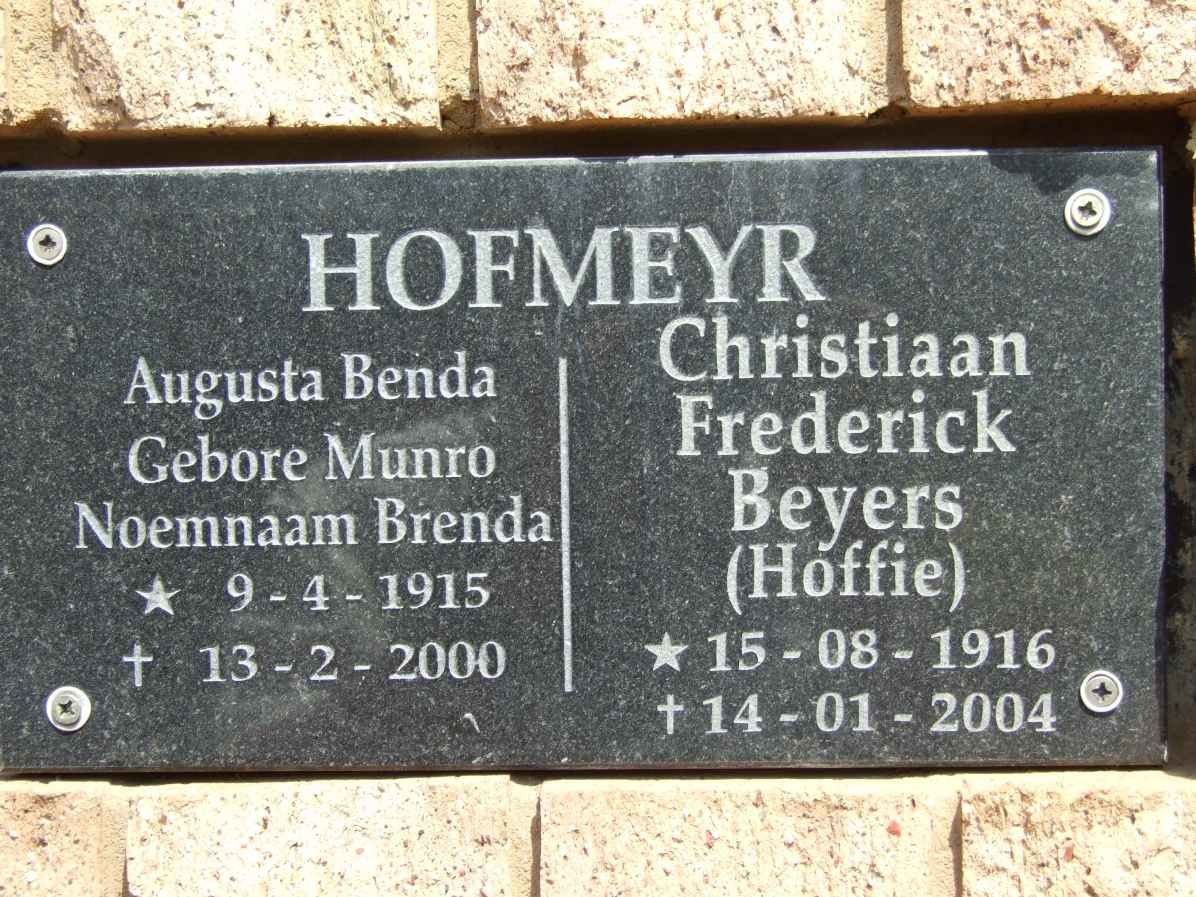 HOFMEYR
Augusta Benda
Gebore Munro
Noemnaam Brenda
★ 9 - 4 - 1915
† 13 - 2 - 2000
Christiaan
Frederick
Beyers
(Hoffie)
★ 15 - 08 - 1916
† 14 - 01 - 2004